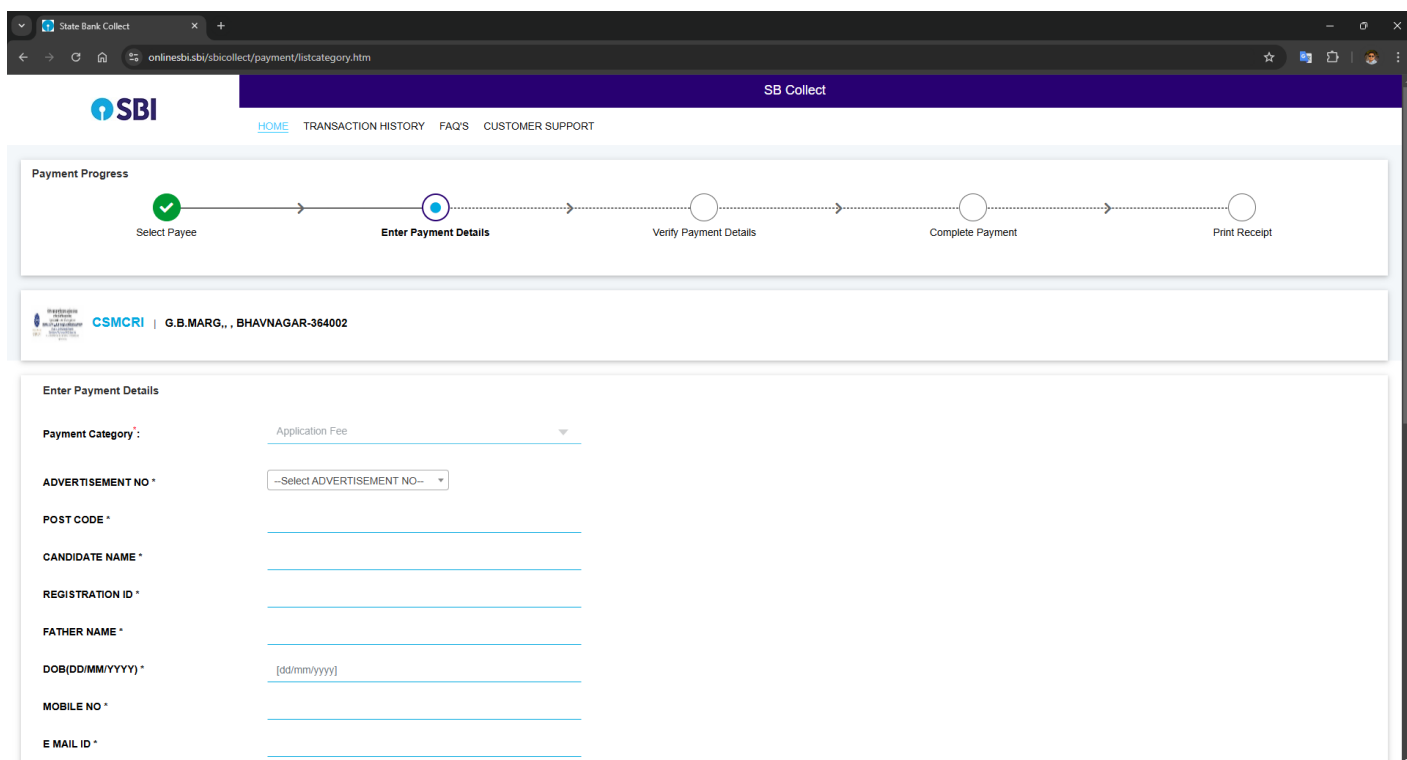 State Bank Collect
onlinesbi.sbi/sbicollect/payment/listcategory.htm
SBI
SB Collect
HOME TRANSACTION HISTORY FAQ'S CUSTOMER SUPPORT
Payment Progress
Select Payee
Enter Payment Details
Verify Payment Details
Complete Payment
Print Receipt
CSMCRI | G.B.MARG,, , BHAVNAGAR-364002
Enter Payment Details
Payment Category*: Application Fee
ADVERTISEMENT NO * --Select ADVERTISEMENT NO--
POST CODE *
CANDIDATE NAME *
REGISTRATION ID *
FATHER NAME *
DOB(DD/MM/YYYY) * [dd/mm/yyyy]
MOBILE NO *
E MAIL ID *